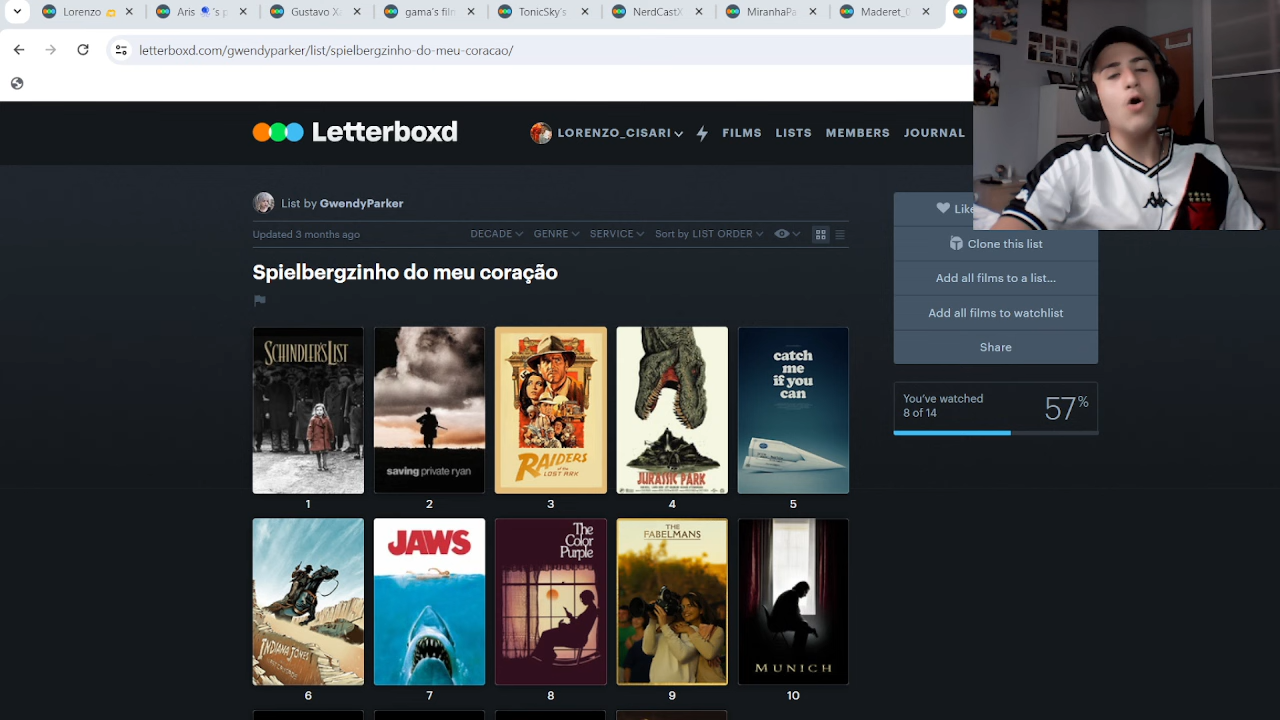 Lorenzo
Aris
's p
Gustavo X
gama's film
TonicSky's
NerdCastX
MiranhaPa
Maderet_0
letterboxd.com/gwendyparker/list/spielbergzinho-do-meu-coracao/
Letterboxd
LORENZO_CISARI
FILMS
LISTS
MEMBERS
JOURNAL
List by GwendyParker
Updated 3 months ago
DECADE
GENRE
SERVICE
Sort by LIST ORDER
Spielbergzinho do meu coração
Like
Clone this list
Add all films to a list...
Add all films to watchlist
Share
You've watched
8 of 14
57%
SCHINDLER'S LIST
saving private ryan
RAIDERS
of the
LOST ARK
JURASSIC PARK
catch
me
if you
can
1
2
3
4
5
INDIANA JONES
JAWS
The
Color
Purple
THE
FABELMANS
MUNICH
6
7
8
9
10